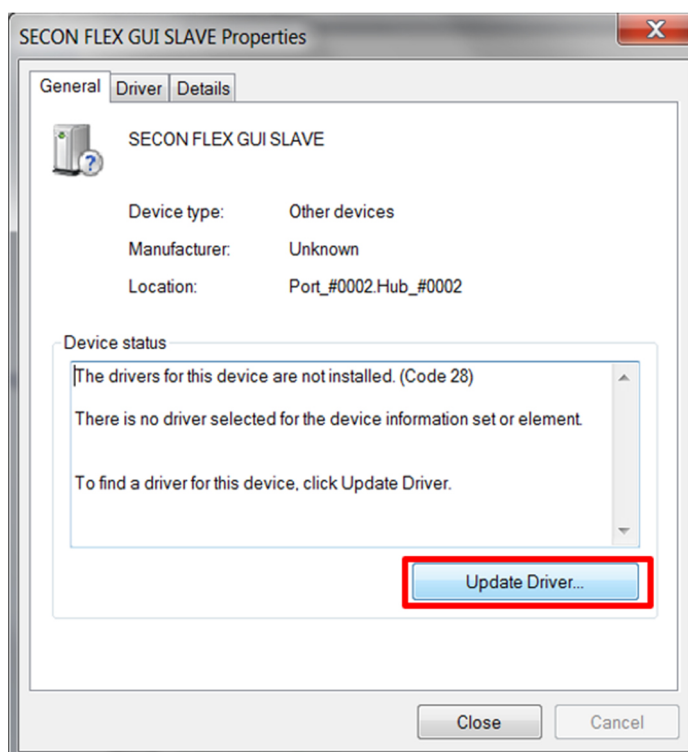 SECON FLEX GUI SLAVE Properties
General Driver Details
SECON FLEX GUI SLAVE
Device type: Other devices
Manufacturer: Unknown
Location: Port_#0002.Hub_#0002
Device status
The drivers for this device are not installed. (Code 28)
There is no driver selected for the device information set or element.
To find a driver for this device, click Update Driver.
Update Driver...
Close Cancel